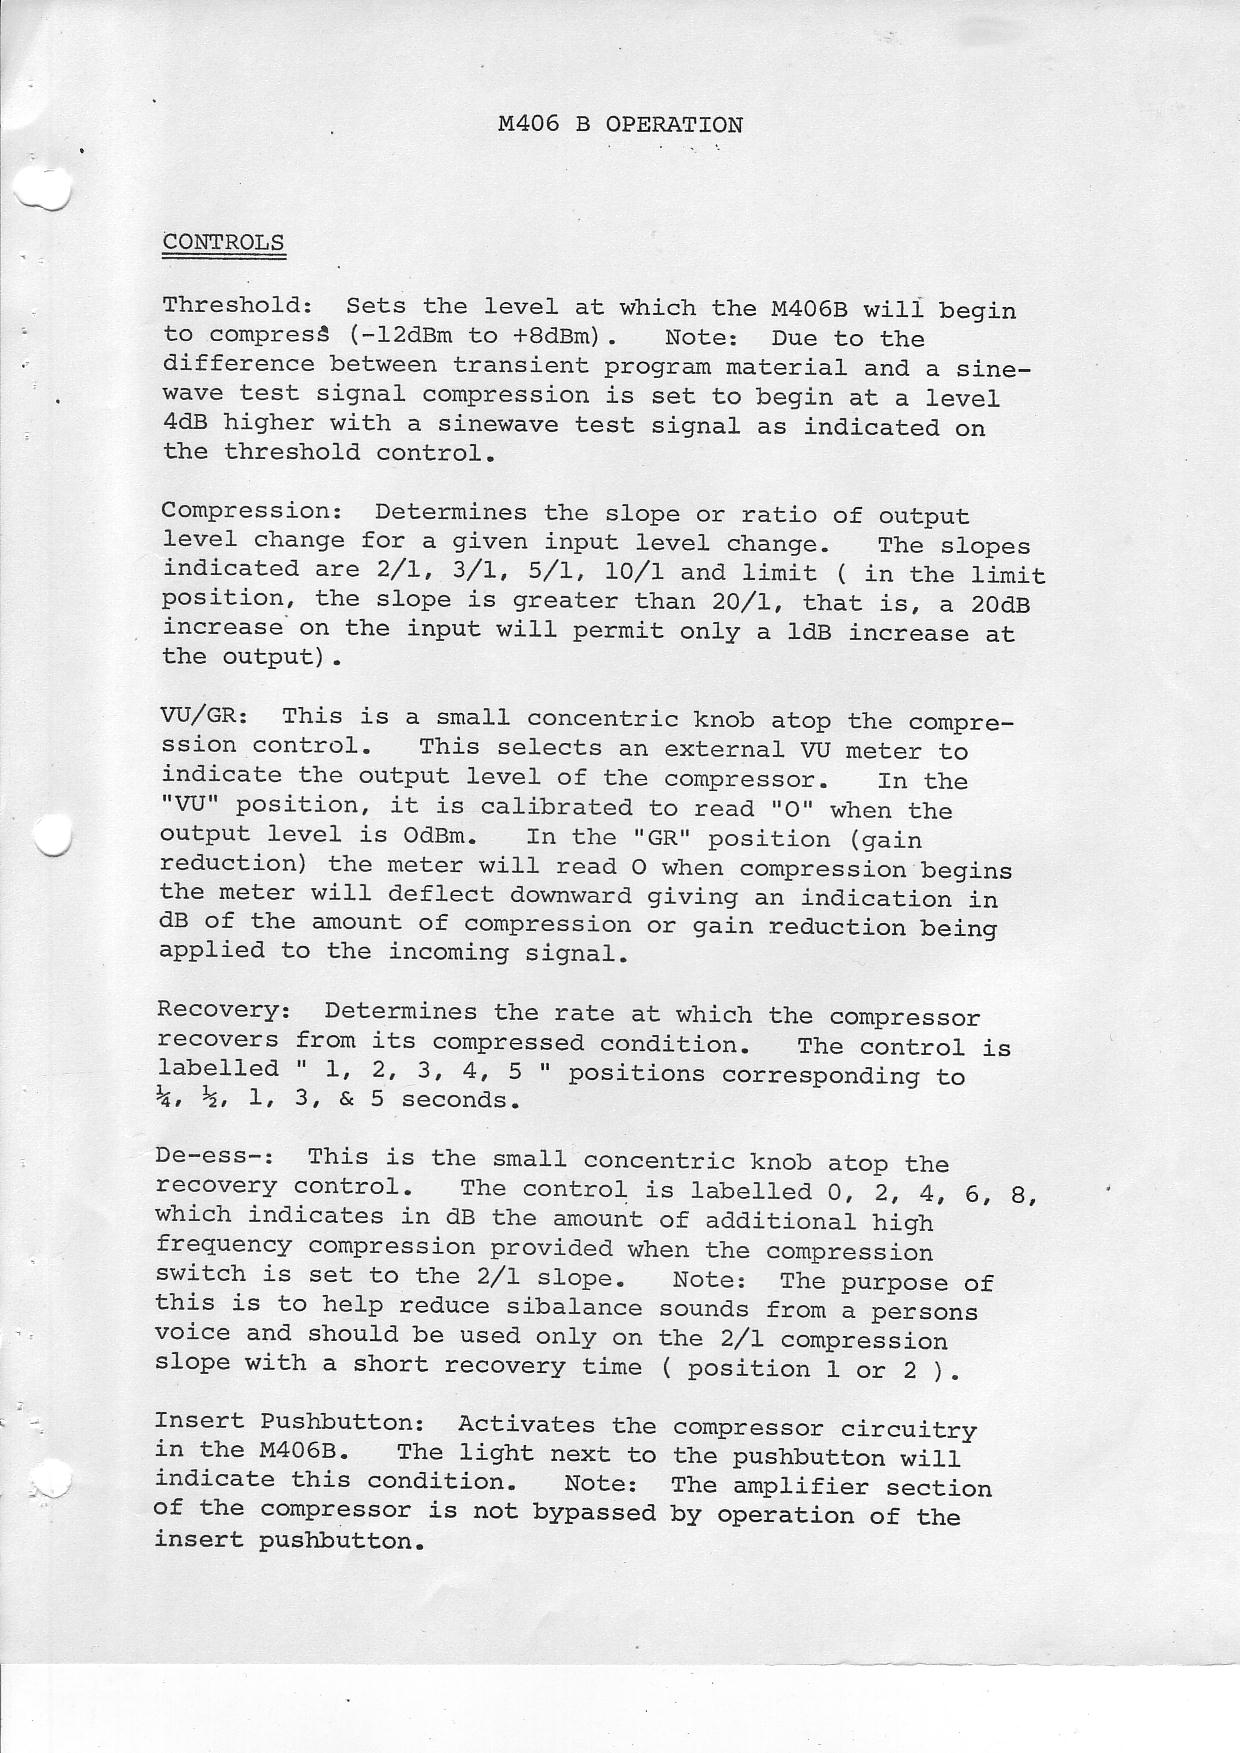 M406 B OPERATION
CONTROLS
Threshold: Sets the level at which the M406B will begin
to compress (-12dBm to +8dBm). Note: Due to the
difference between transient program material and a sine-
wave test signal compression is set to begin at a level
4dB higher with a sinewave test signal as indicated on
the threshold control.
Compression: Determines the slope or ratio of output
level change for a given input level change. The slopes
indicated are 2/1, 3/1, 5/1, 10/1 and limit ( in the limit
position, the slope is greater than 20/1, that is, a 20dB
increase on the input will permit only a 1dB increase at
the output).
VU/GR: This is a small concentric knob atop the compre-
ssion control. This selects an external VU meter to
indicate the output level of the compressor. In the
"VU" position, it is calibrated to read "O" when the
output level is OdBm. In the "GR" position (gain
reduction) the meter will read O when compression begins
the meter will deflect downward giving an indication in
dB of the amount of compression or gain reduction being
applied to the incoming signal.
Recovery: Determines the rate at which the compressor
recovers from its compressed condition. The control is
labelled " 1, 2, 3, 4, 5 " positions corresponding to
¼, ½, 1, 3, & 5 seconds.
De-ess-: This is the small concentric knob atop the
recovery control. The control is labelled 0, 2, 4, 6, 8,
which indicates in dB the amount of additional high
frequency compression provided when the compression
switch is set to the 2/1 slope. Note: The purpose of
this is to help reduce sibalance sounds from a persons
voice and should be used only on the 2/1 compression
slope with a short recovery time ( position 1 or 2 ).
Insert Pushbutton: Activates the compressor circuitry
in the M406B. The light next to the pushbutton will
indicate this condition. Note: The amplifier section
of the compressor is not bypassed by operation of the
insert pushbutton.